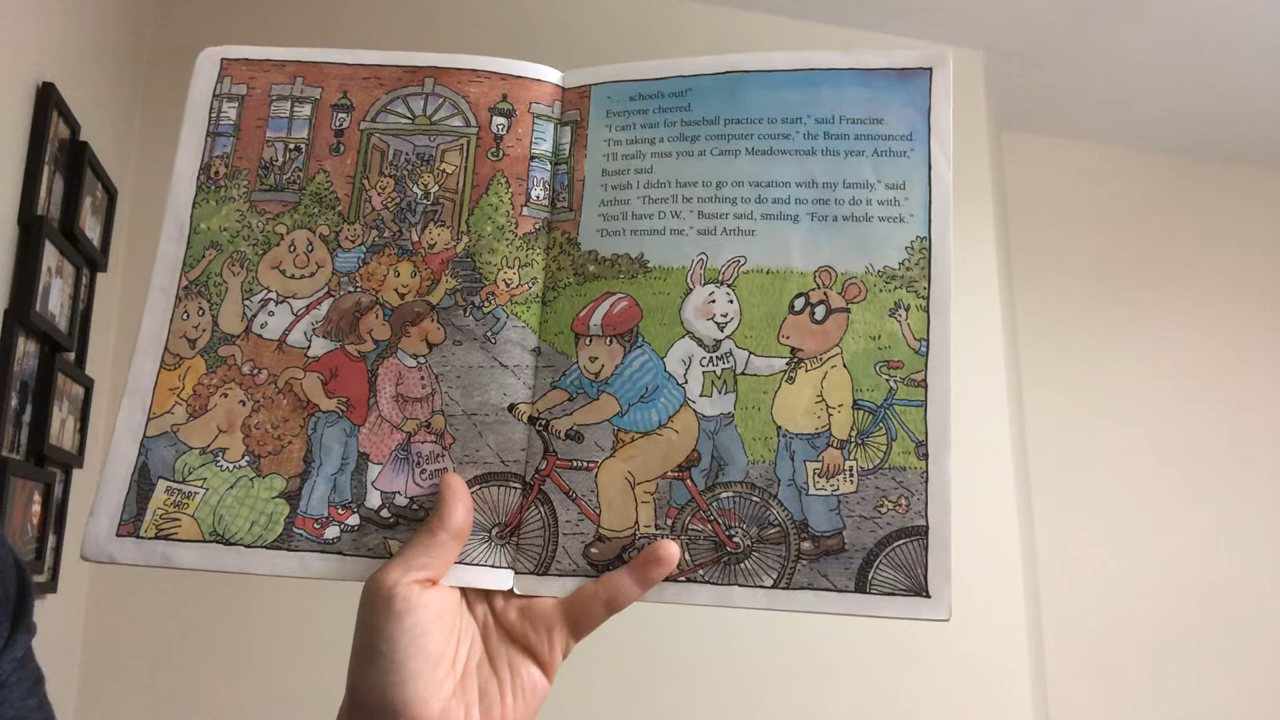 ". . . school's out!"
Everyone cheered.
"I can't wait for baseball practice to start," said Francine.
"I'm taking a college computer course," the Brain announced.
"I'll really miss you at Camp Meadowcroak this year, Arthur,"
Buster said.
"I wish I didn't have to go on vacation with my family," said
Arthur. "There'll be nothing to do and no one to do it with."
"You'll have D.W.," Buster said, smiling. "For a whole week."
"Don't remind me," said Arthur.
CAMP
M
Ballet
Camp
REPORT
CARD